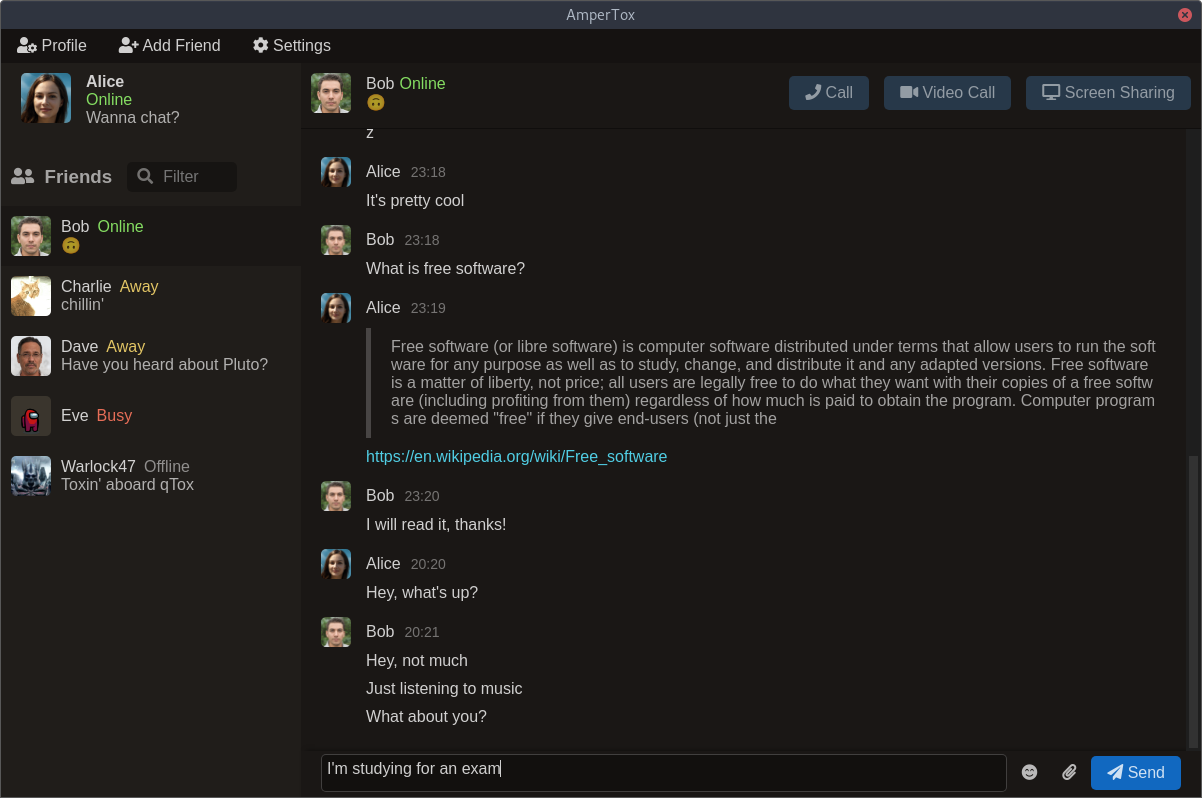 AmperTox
Profile Add Friend Settings
Alice
Online
Wanna chat?
Friends Filter
Bob Online
Charlie Away
chillin'
Dave Away
Have you heard about Pluto?
Eve Busy
Warlock47 Offline
Toxin' aboard qTox
Bob Online
Call Video Call Screen Sharing
z
Alice 23:18
It's pretty cool
Bob 23:18
What is free software?
Alice 23:19
Free software (or libre software) is computer software distributed under terms that allow users to run the soft
ware for any purpose as well as to study, change, and distribute it and any adapted versions. Free software
is a matter of liberty, not price; all users are legally free to do what they want with their copies of a free softw
are (including profiting from them) regardless of how much is paid to obtain the program. Computer program
s are deemed "free" if they give end-users (not just the
https://en.wikipedia.org/wiki/Free_software
Bob 23:20
I will read it, thanks!
Alice 20:20
Hey, what's up?
Bob 20:21
Hey, not much
Just listening to music
What about you?
I'm studying for an exam
Send